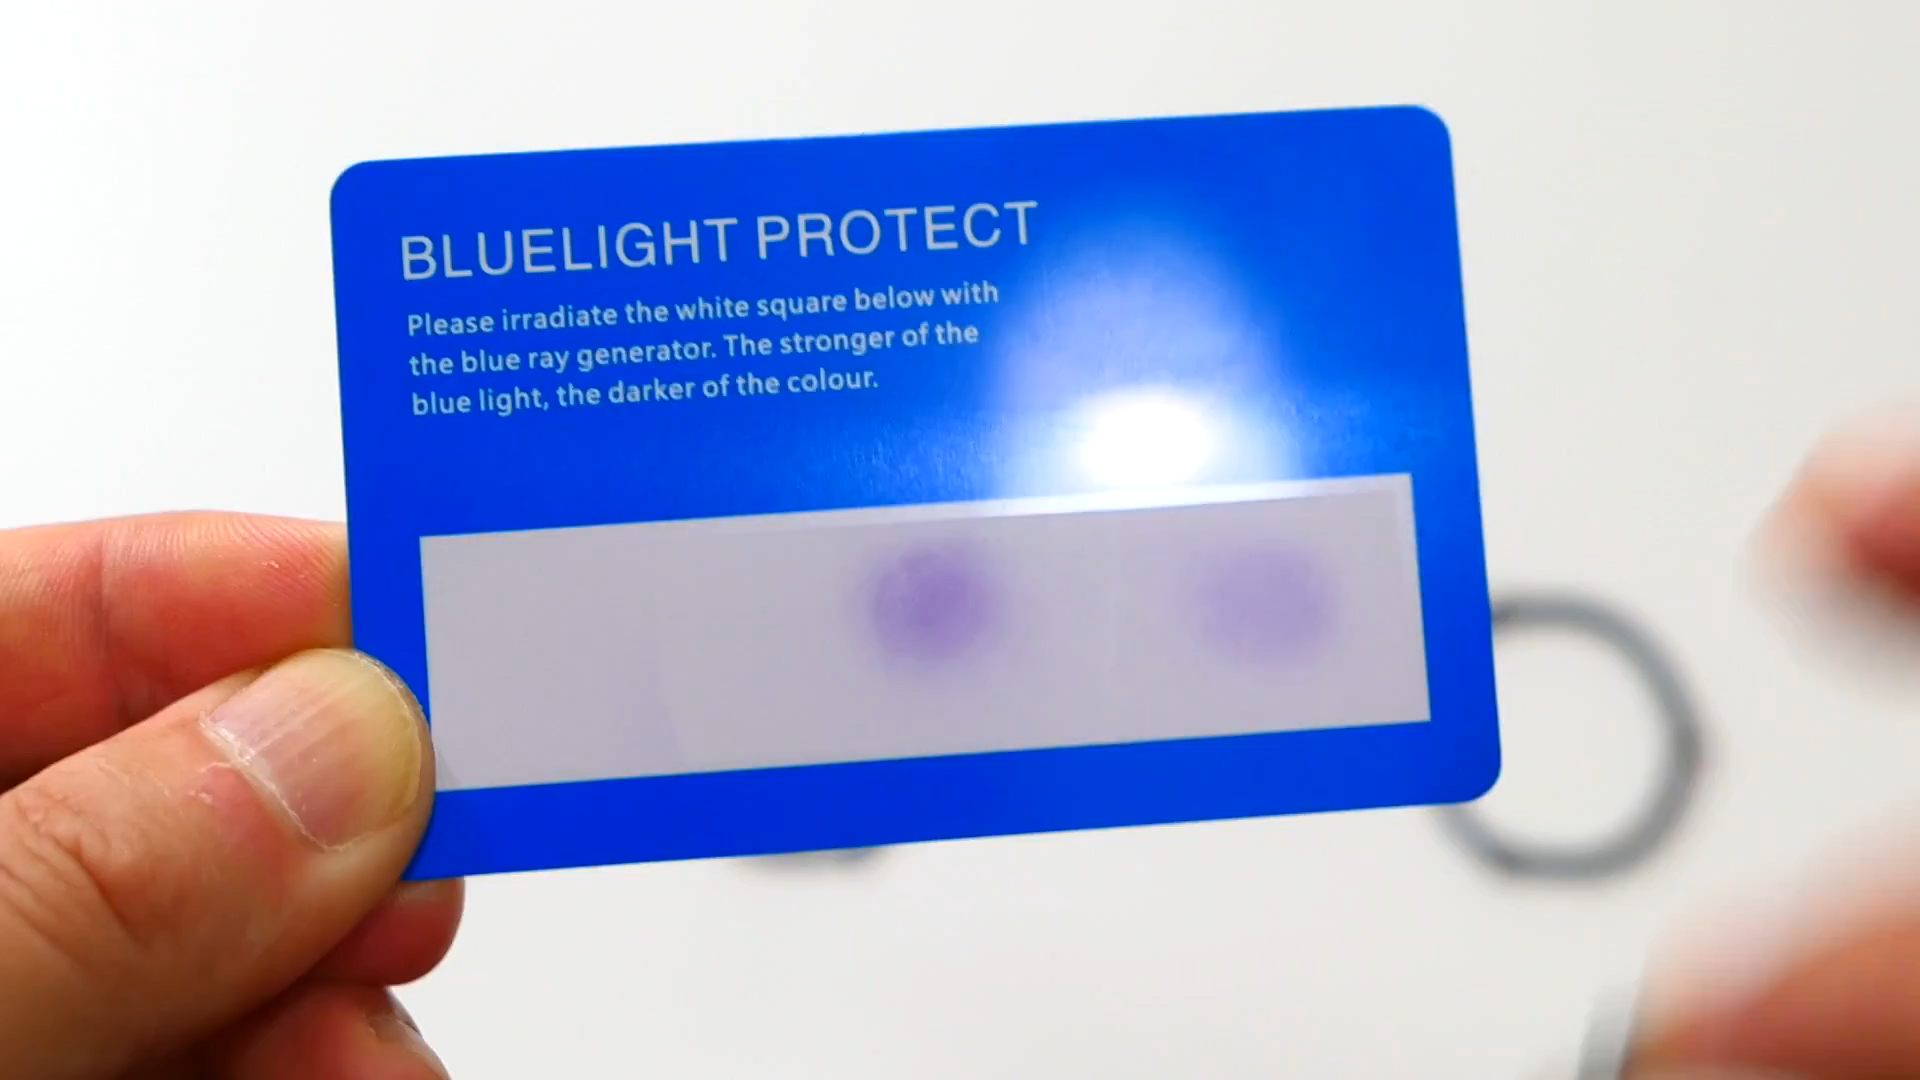 BLUELIGHT PROTECT
Please irradiate the white square below with
the blue ray generator. The stronger of the
blue light, the darker of the colour.